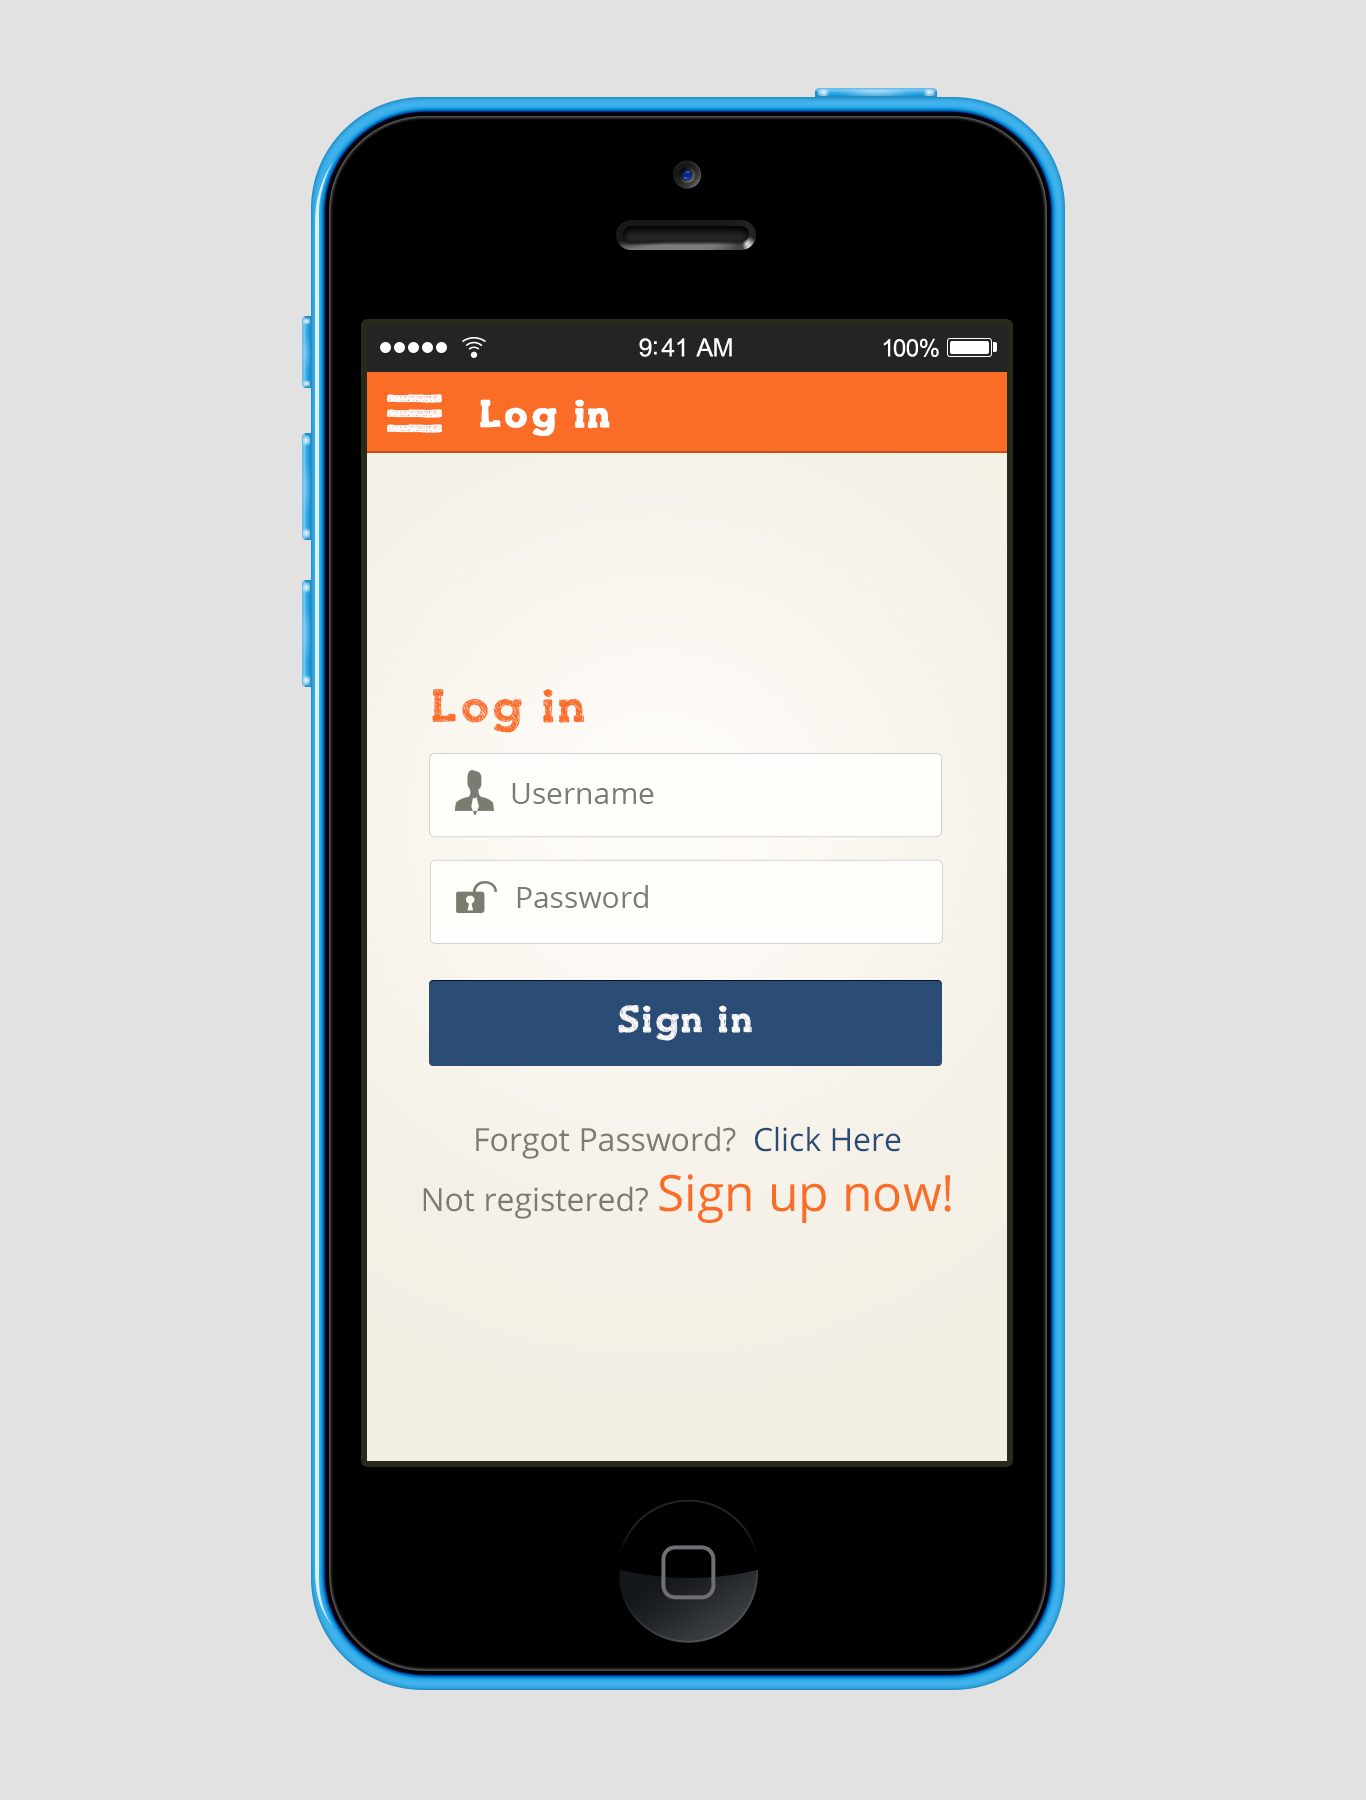 9:41 AM 100%
Log in
Log in
Username
Password
Sign in
Forgot Password? Click Here
Not registered? Sign up now!